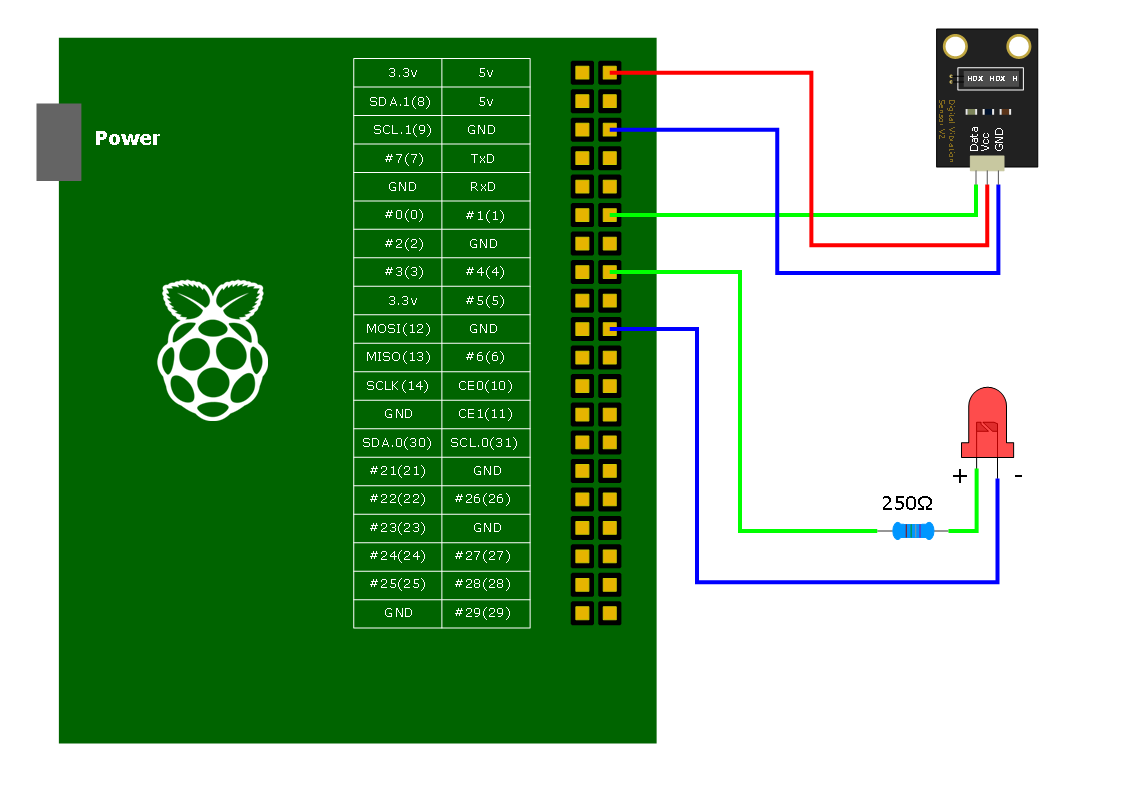 Power
3.3v 5v
SDA.1(8) 5v
SCL.1(9) GND
#7(7) TxD
GND RxD
#0(0) #1(1)
#2(2) GND
#3(3) #4(4)
3.3v #5(5)
MOSI(12) GND
MISO(13) #6(6)
SCLK(14) CE0(10)
GND CE1(11)
SDA.0(30) SCL.0(31)
#21(21) GND
#22(22) #26(26)
#23(23) GND
#24(24) #27(27)
#25(25) #28(28)
GND #29(29)
HDX HDX H
Digital Vibration
Sensor V2
Data
Vcc
GND
+ -
250Ω